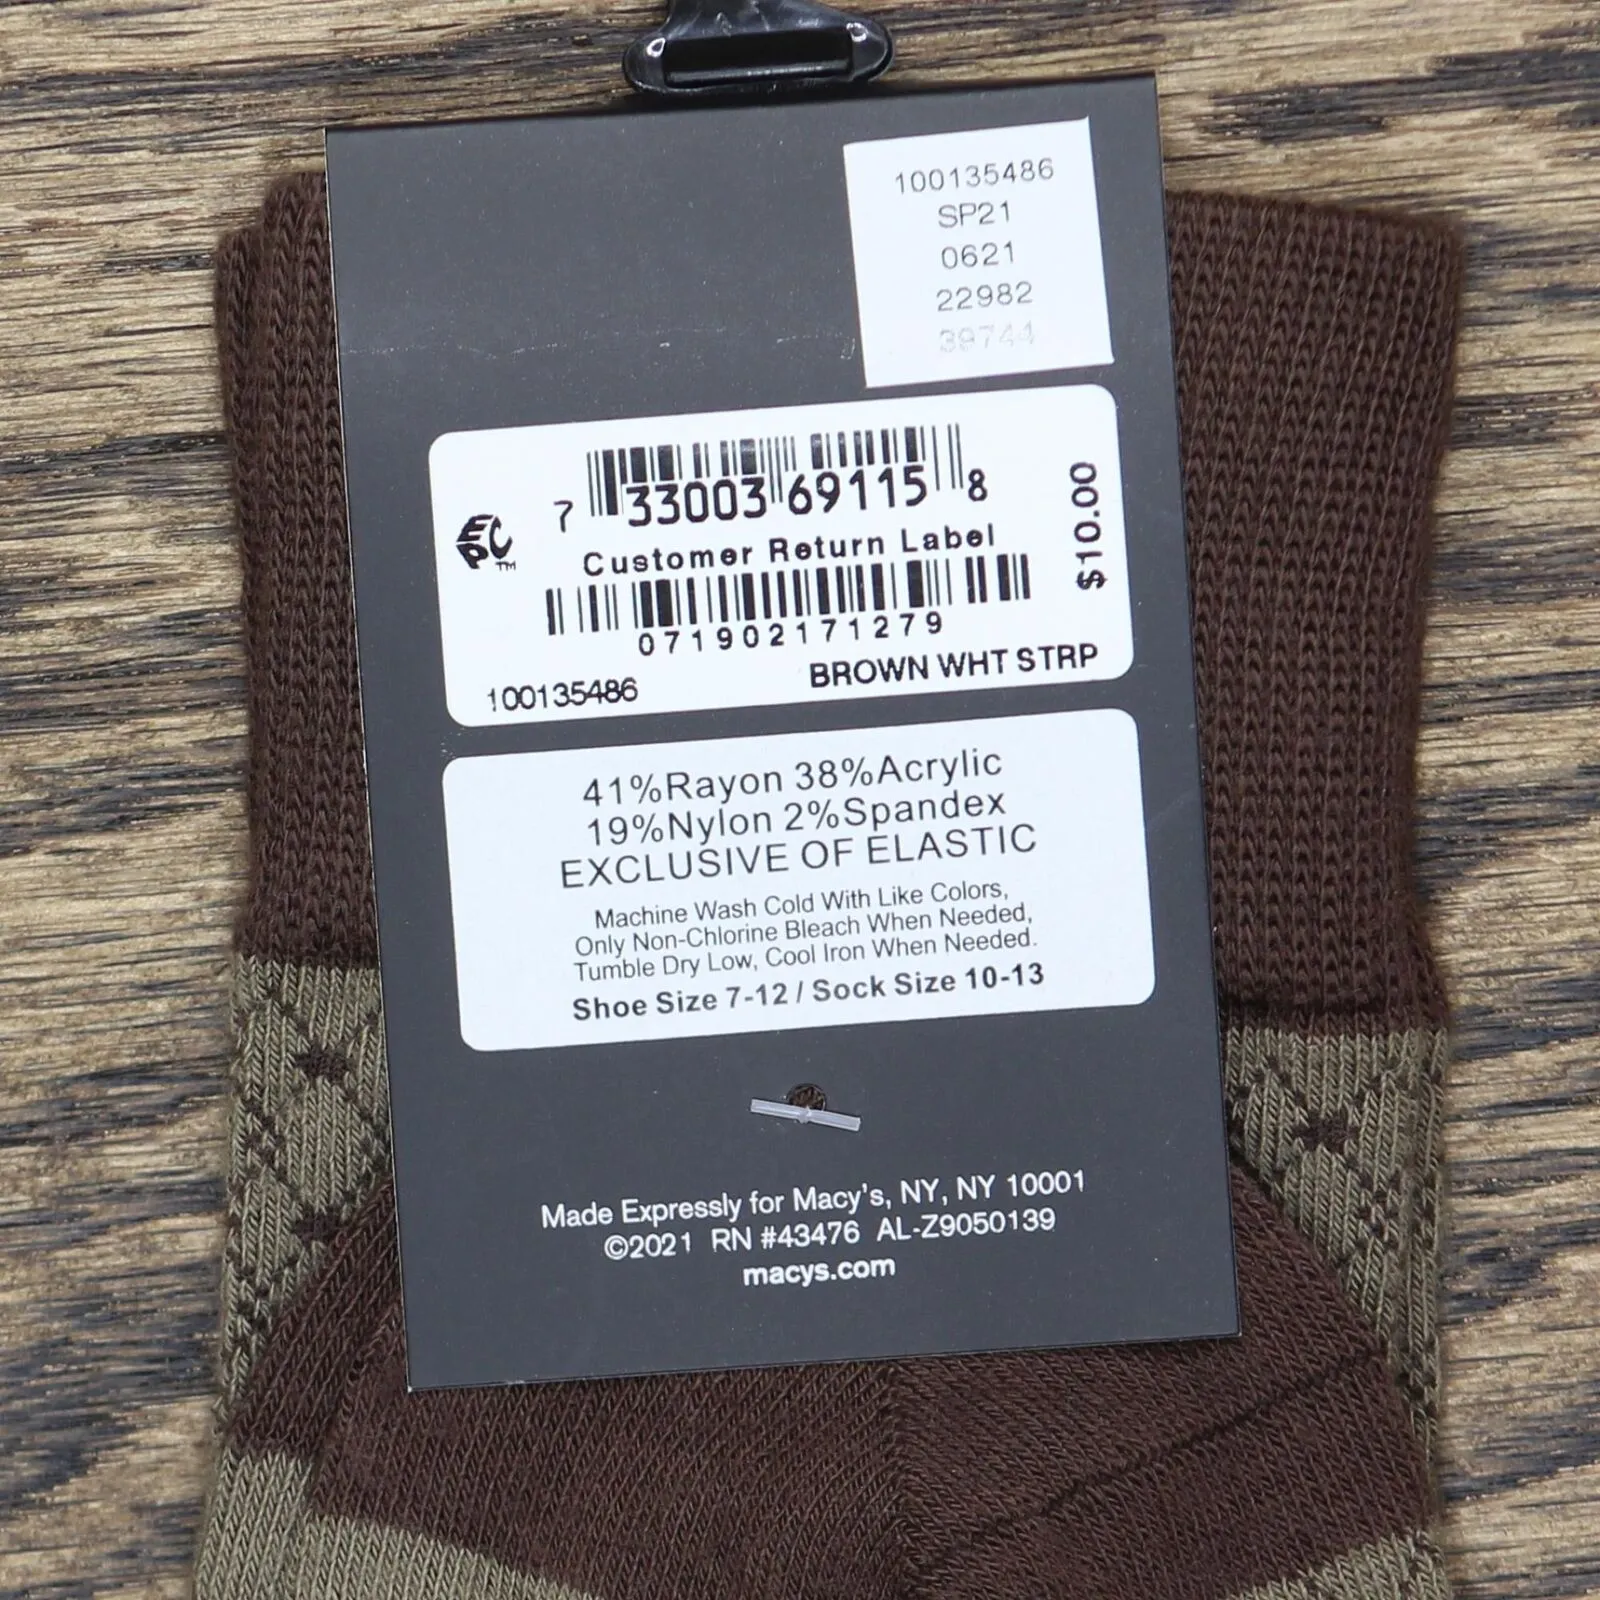 100135486
SP21
0621
22982
39744
7 33003 69115 8
$10.00
ECP™
Customer Return Label
071902171279
100135486 BROWN WHT STRP
41%Rayon 38%Acrylic
19%Nylon 2%Spandex
EXCLUSIVE OF ELASTIC
Machine Wash Cold With Like Colors,
Only Non-Chlorine Bleach When Needed,
Tumble Dry Low, Cool Iron When Needed.
Shoe Size 7-12 / Sock Size 10-13
Made Expressly for Macy's, NY, NY 10001
©2021 RN #43476 AL-Z9050139
macys.com